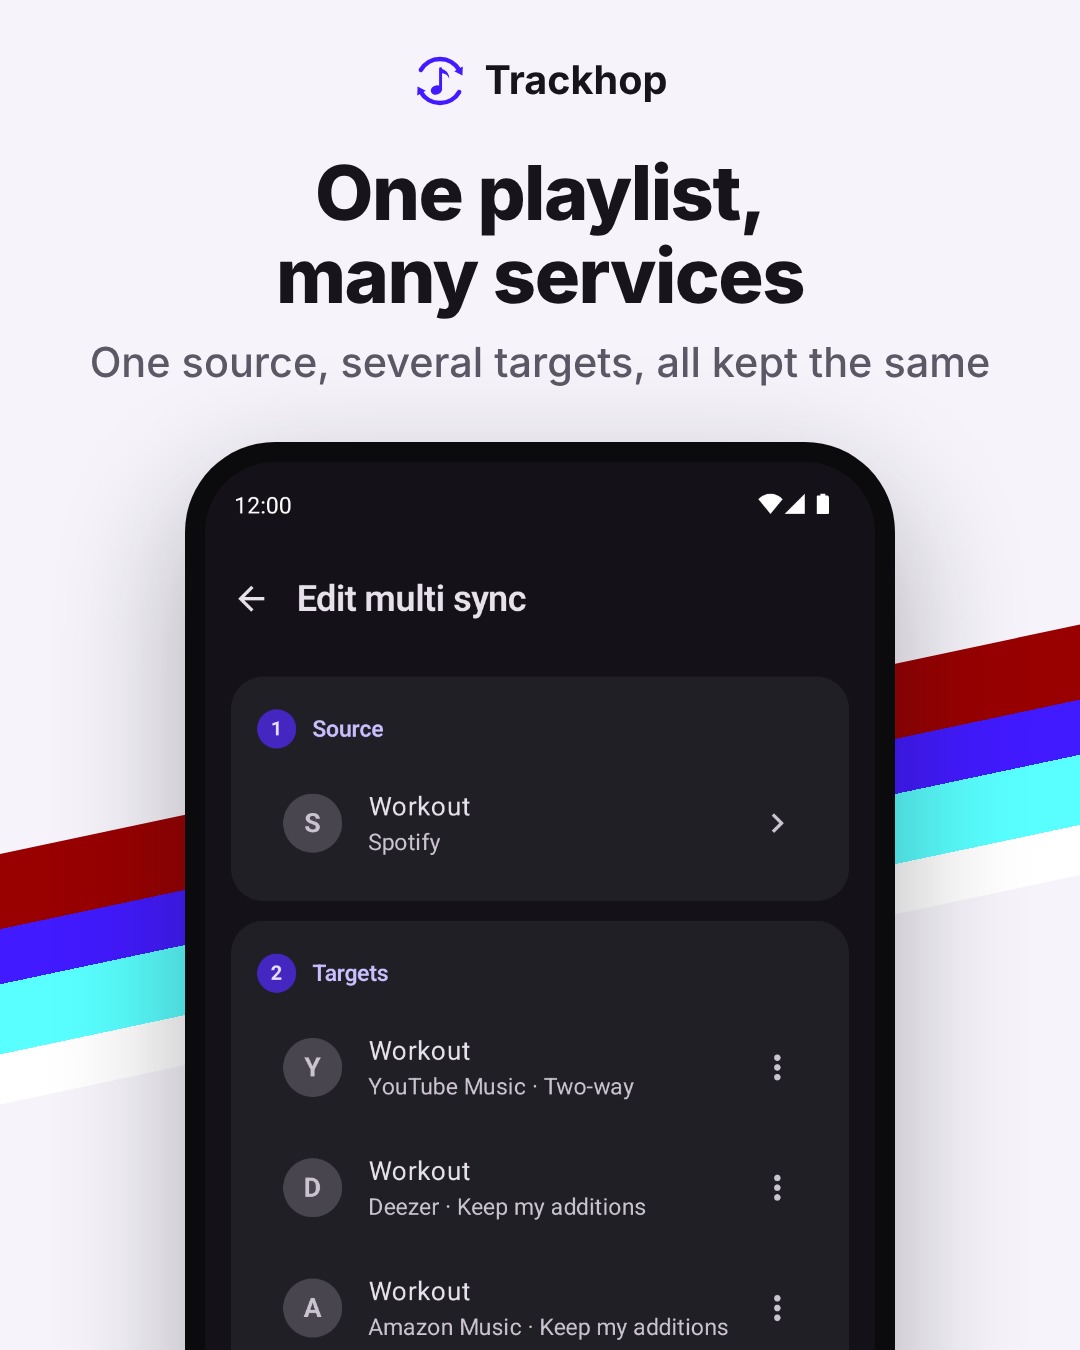 Trackhop
One playlist,
many services
One source, several targets, all kept the same
12:00
Edit multi sync
1 Source
S
Workout
Spotify
2 Targets
Y
Workout
YouTube Music · Two-way
D
Workout
Deezer · Keep my additions
A
Workout
Amazon Music · Keep my additions